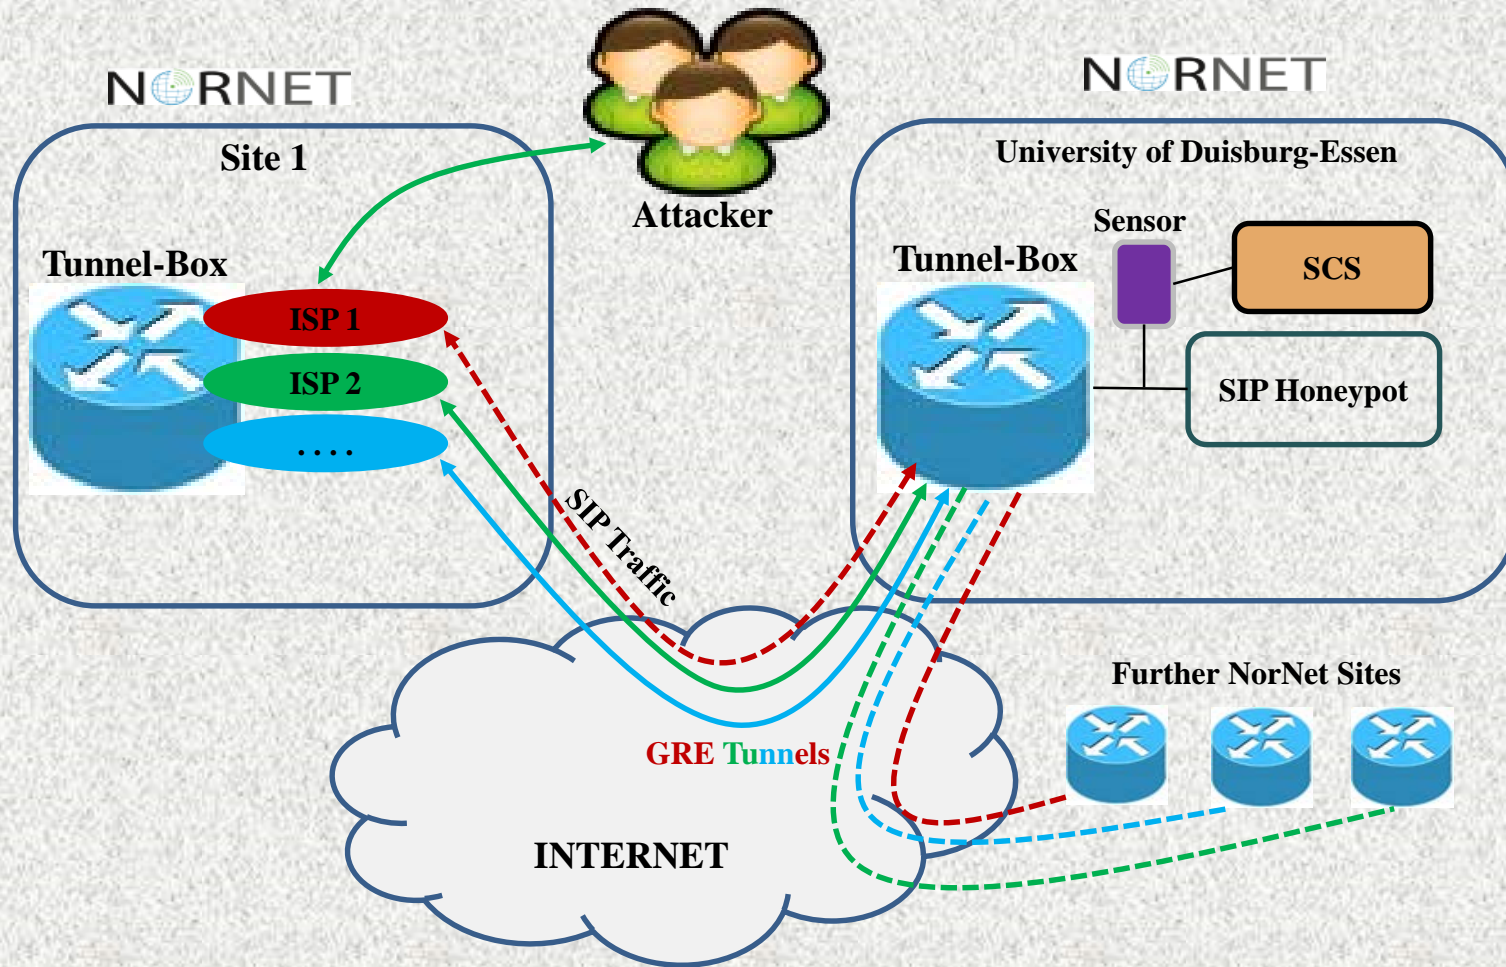 NORNET
NORNET
Site 1
University of Duisburg-Essen
Attacker
Sensor
Tunnel-Box
Tunnel-Box
SCS
ISP 1
ISP 2
. . . .
SIP Honeypot
SIP Traffic
Further NorNet Sites
GRE Tunnels
INTERNET